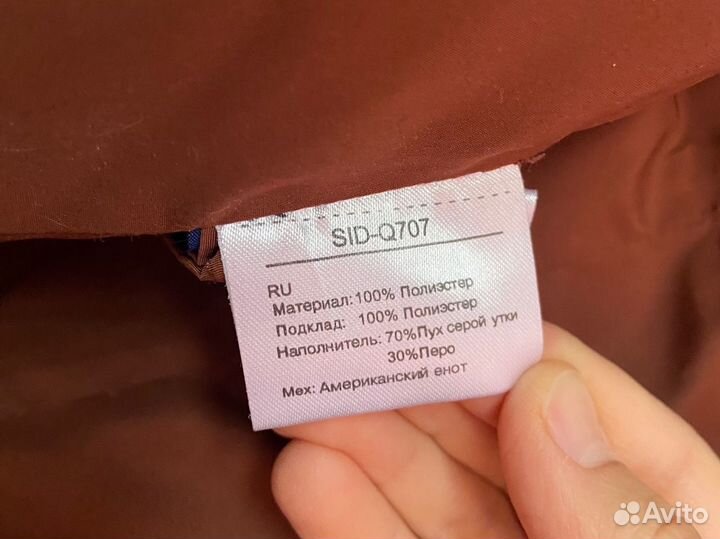 SID-Q707
RU
Материал: 100% Полиэстер
Подклад: 100% Полиэстер
Наполнитель: 70%Пух серой утки
30%Перо
Мех: Американский енот
Avito